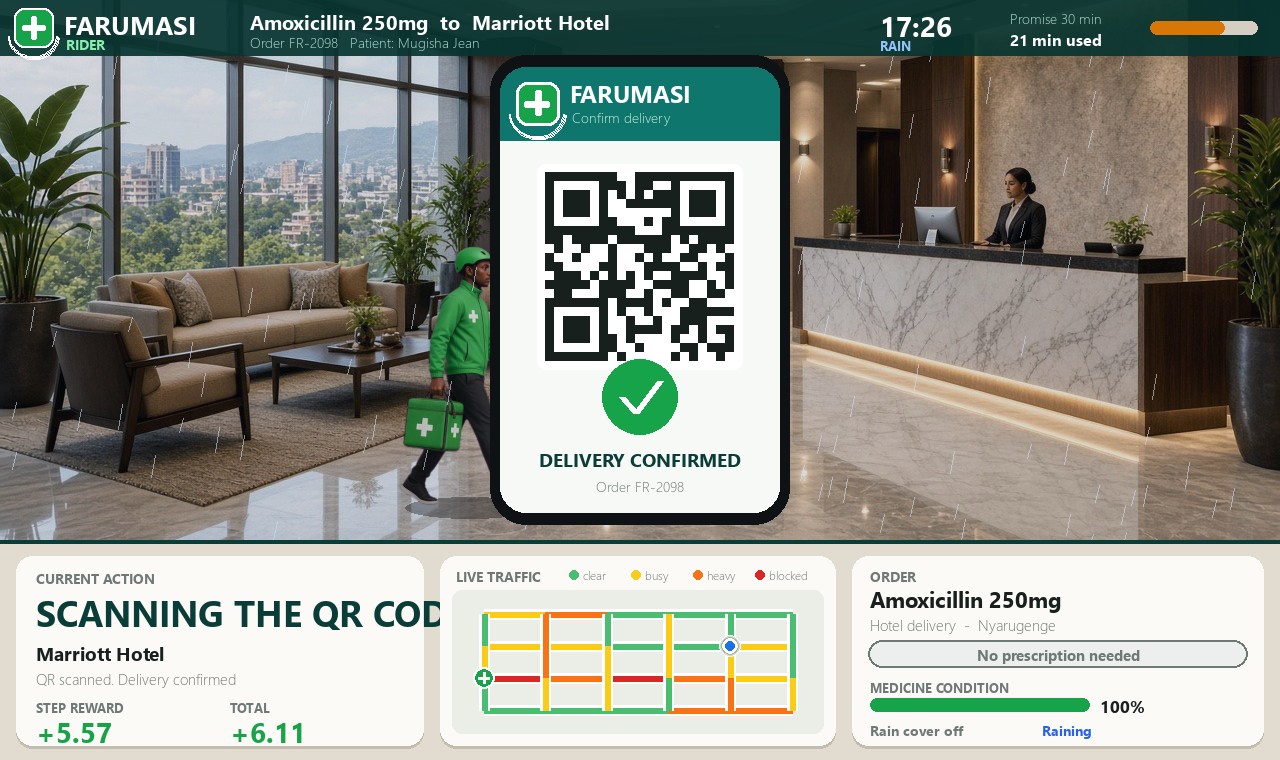 FARUMASI
RIDER
Amoxicillin 250mg to Marriott Hotel
Order FR-2098 Patient: Mugisha Jean
17:26
RAIN
Promise 30 min
21 min used
FARUMASI
Confirm delivery
DELIVERY CONFIRMED
Order FR-2098
CURRENT ACTION
SCANNING THE QR COD
Marriott Hotel
QR scanned. Delivery confirmed
STEP REWARD
TOTAL
+5.57
+6.11
LIVE TRAFFIC
clear
busy
heavy
blocked
ORDER
Amoxicillin 250mg
Hotel delivery - Nyarugenge
No prescription needed
MEDICINE CONDITION
100%
Rain cover off
Raining